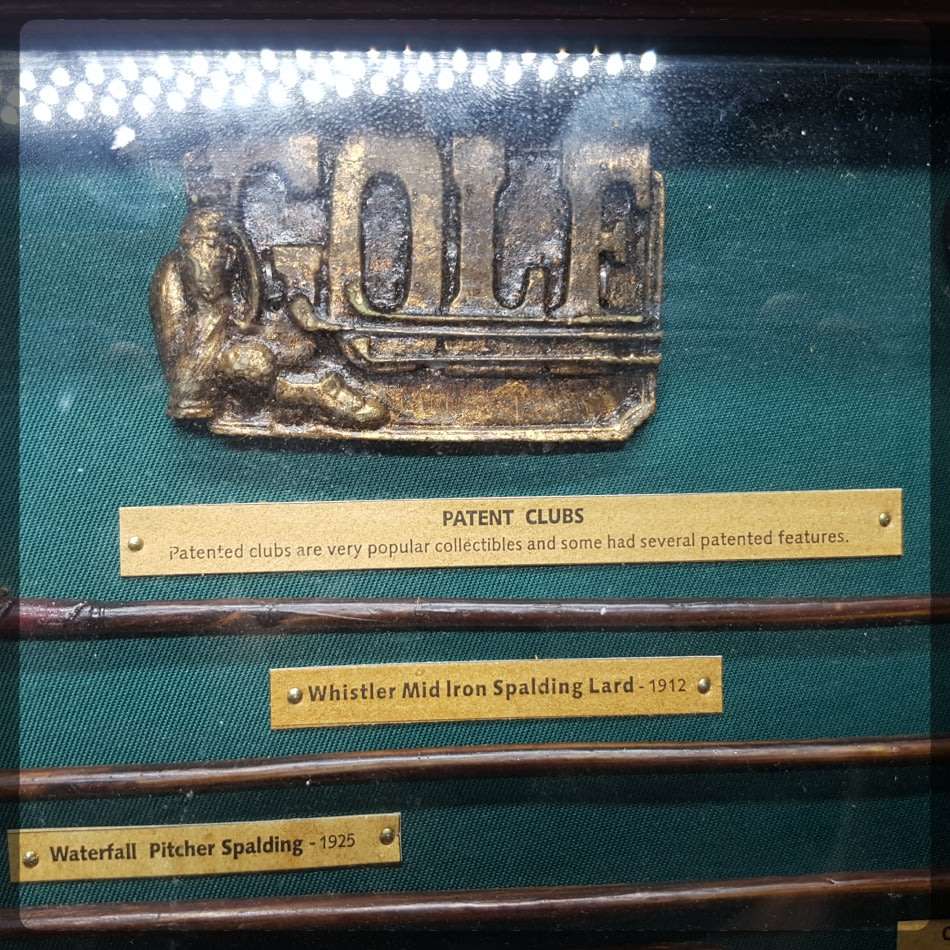 GOLF
PATENT CLUBS
Patented clubs are very popular collectibles and some had several patented features.
Whistler Mid Iron Spalding Lard - 1912
Waterfall Pitcher Spalding - 1925